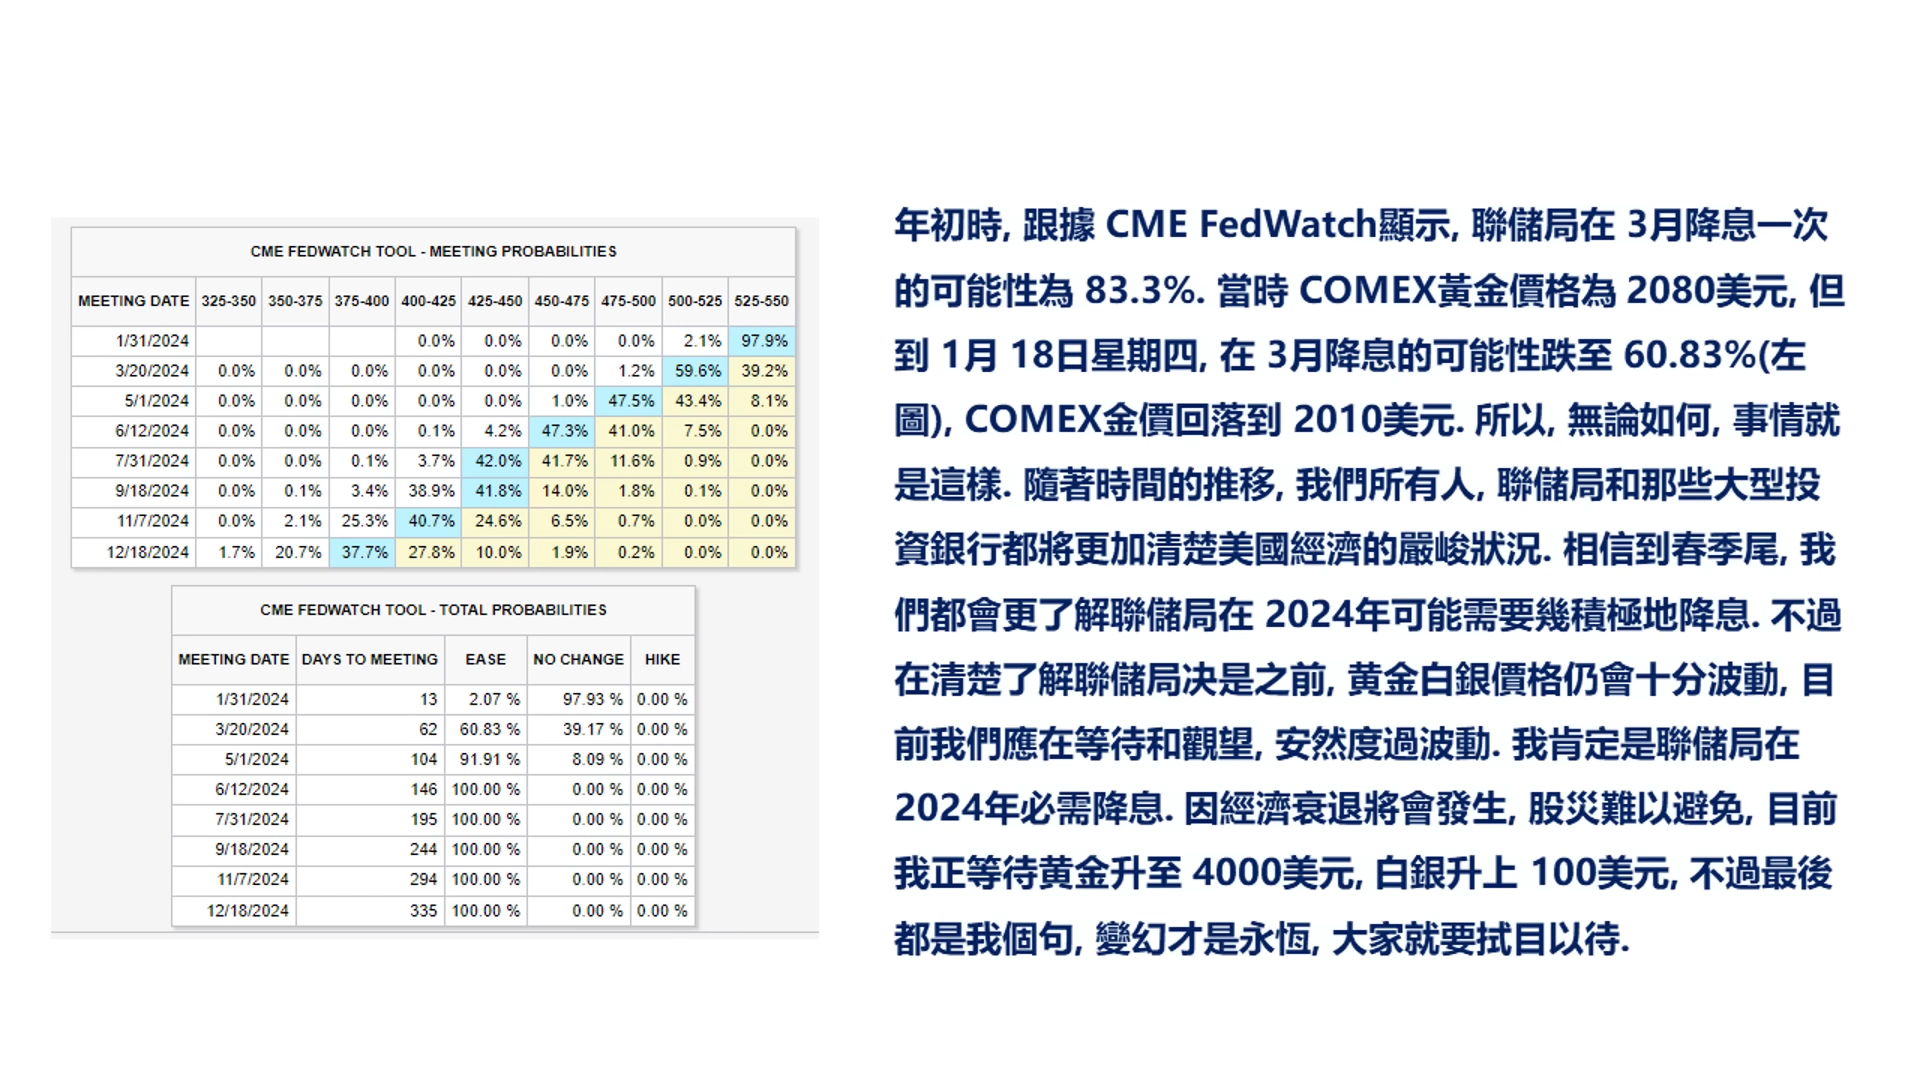 CME FEDWATCH TOOL - MEETING PROBABILITIES
MEETING DATE 325-350 350-375 375-400 400-425 425-450 450-475 475-500 500-525 525-550
1/31/2024 0.0% 0.0% 0.0% 0.0% 2.1% 97.9%
3/20/2024 0.0% 0.0% 0.0% 0.0% 0.0% 0.0% 1.2% 59.6% 39.2%
5/1/2024 0.0% 0.0% 0.0% 0.0% 0.0% 1.0% 47.5% 43.4% 8.1%
6/12/2024 0.0% 0.0% 0.0% 0.1% 4.2% 47.3% 41.0% 7.5% 0.0%
7/31/2024 0.0% 0.0% 0.1% 3.7% 42.0% 41.7% 11.6% 0.9% 0.0%
9/18/2024 0.0% 0.1% 3.4% 38.9% 41.8% 14.0% 1.8% 0.1% 0.0%
11/7/2024 0.0% 2.1% 25.3% 40.7% 24.6% 6.5% 0.7% 0.0% 0.0%
12/18/2024 1.7% 20.7% 37.7% 27.8% 10.0% 1.9% 0.2% 0.0% 0.0%
CME FEDWATCH TOOL - TOTAL PROBABILITIES
MEETING DATE DAYS TO MEETING EASE NO CHANGE HIKE
1/31/2024 13 2.07 % 97.93 % 0.00 %
3/20/2024 62 60.83 % 39.17 % 0.00 %
5/1/2024 104 91.91 % 8.09 % 0.00 %
6/12/2024 146 100.00 % 0.00 % 0.00 %
7/31/2024 195 100.00 % 0.00 % 0.00 %
9/18/2024 244 100.00 % 0.00 % 0.00 %
11/7/2024 294 100.00 % 0.00 % 0.00 %
12/18/2024 335 100.00 % 0.00 % 0.00 %
年初時, 跟據 CME FedWatch顯示, 聯儲局在 3月降息一次
的可能性為 83.3%. 當時 COMEX黃金價格為 2080美元, 但
到 1月 18日星期四, 在 3月降息的可能性跌至 60.83%(左
圖), COMEX金價回落到 2010美元. 所以, 無論如何, 事情就
是這樣. 隨著時間的推移, 我們所有人, 聯儲局和那些大型投
資銀行都將更加清楚美國經濟的嚴峻狀況. 相信到春季尾, 我
們都會更了解聯儲局在 2024年可能需要幾積極地降息. 不過
在清楚了解聯儲局决是之前, 黄金白銀價格仍會十分波動, 目
前我們應在等待和觀望, 安然度過波動. 我肯定是聯儲局在
2024年必需降息. 因經濟衰退將會發生, 股災難以避免, 目前
我正等待黄金升至 4000美元, 白銀升上 100美元, 不過最後
都是我個句, 變幻才是永恆, 大家就要拭目以待.